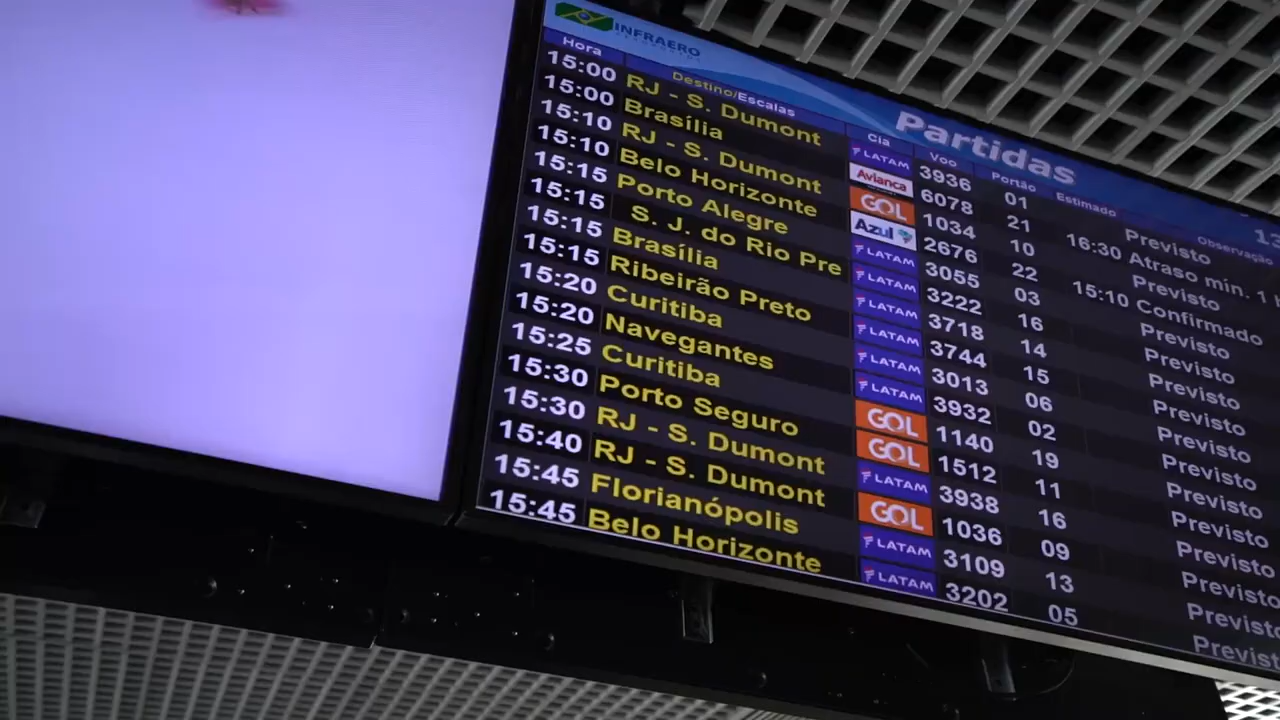 INFRAERO
Partidas
Hora Destino/Escalas Cia Voo Portão Estimado Observação
15:00 RJ - S. Dumont LATAM 3936 01 Previsto
15:00 Brasília Avianca 6078 21 16:30 Atraso min. 1
15:10 RJ - S. Dumont GOL 1034 10 Previsto
15:10 Belo Horizonte Azul 2676 22 15:10 Confirmado
15:15 Porto Alegre LATAM 3055 03 Previsto
15:15 S. J. do Rio Pre LATAM 3222 16 Previsto
15:15 Brasília LATAM 3718 14 Previsto
15:15 Ribeirão Preto LATAM 3744 15 Previsto
15:20 Curitiba LATAM 3013 06 Previsto
15:20 Navegantes LATAM 3932 02 Previsto
15:25 Curitiba GOL 1140 19 Previsto
15:30 Porto Seguro GOL 1512 11 Previsto
15:30 RJ - S. Dumont LATAM 3938 16 Previsto
15:40 RJ - S. Dumont GOL 1036 09 Previsto
15:45 Florianópolis LATAM 3109 13 Previsto
15:45 Belo Horizonte LATAM 3202 05 Previsto